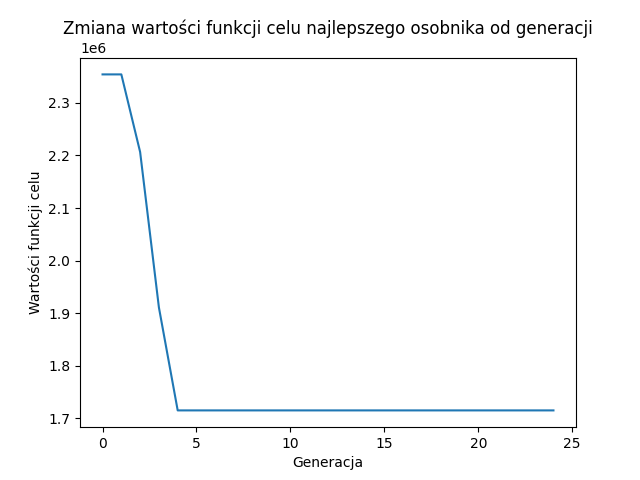 Zmiana wartości funkcji celu najlepszego osobnika od generacji
1e6
2.3
2.2
2.1
2.0
1.9
1.8
1.7
Wartości funkcji celu
0 5 10 15 20 25
Generacja